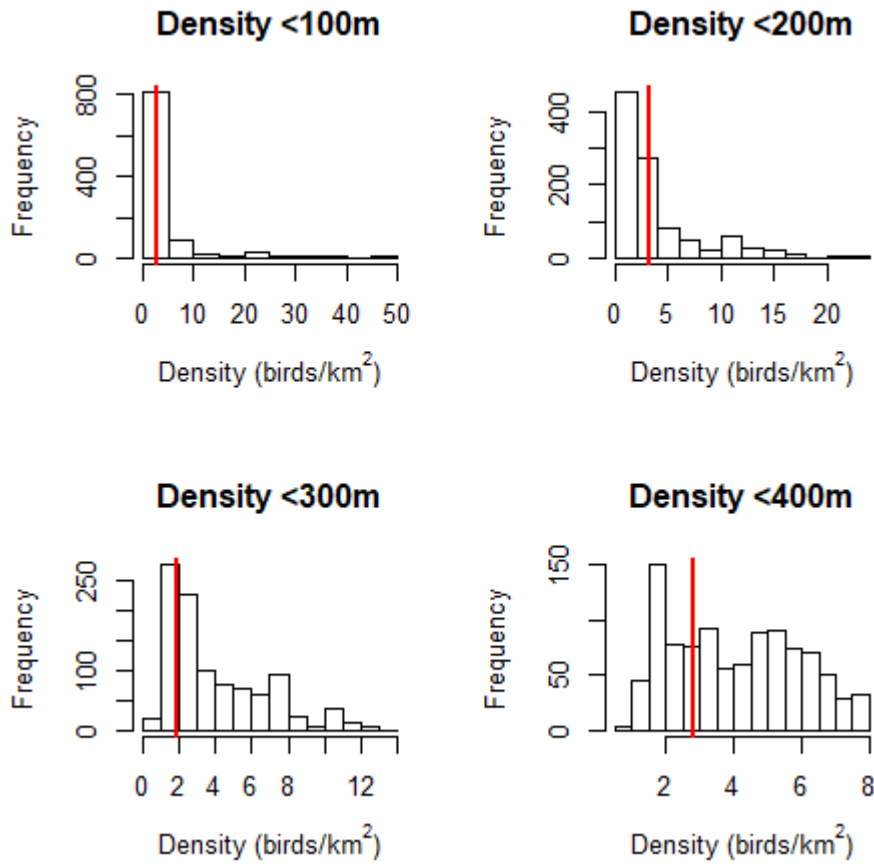 Density <100m
Frequency
0 400 800
0 10 20 30 40 50
Density (birds/km²)
Density <200m
Frequency
0 200 400
0 5 10 15 20
Density (birds/km²)
Density <300m
Frequency
0 100 250
0 2 4 6 8 12
Density (birds/km²)
Density <400m
Frequency
0 50 100 150
2 4 6 8
Density (birds/km²)